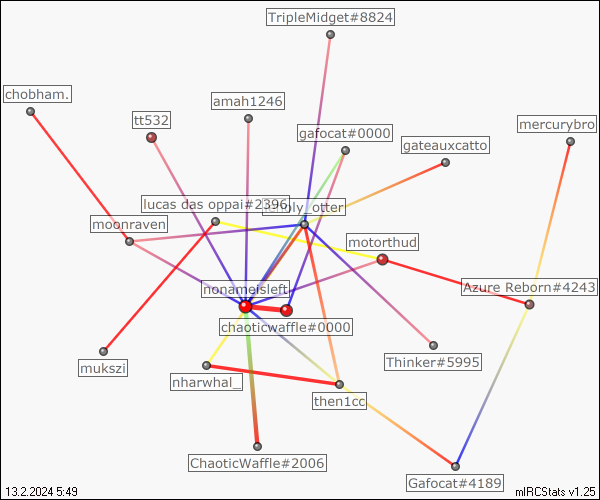 TripleMidget#8824
chobham.
amah1246
tt532
gafocat#0000
mercurybro
gateauxcatto
lucas das oppai#2396
_otter
moonraven
motorthud
nonameisleft
Azure Reborn#4243
chaoticwaffle#0000
Thinker#5995
mukszi
nharwhal_
then1cc
ChaoticWaffle#2006
Gafocat#4189
13.2.2024 5:49
mIRCStats v1.25